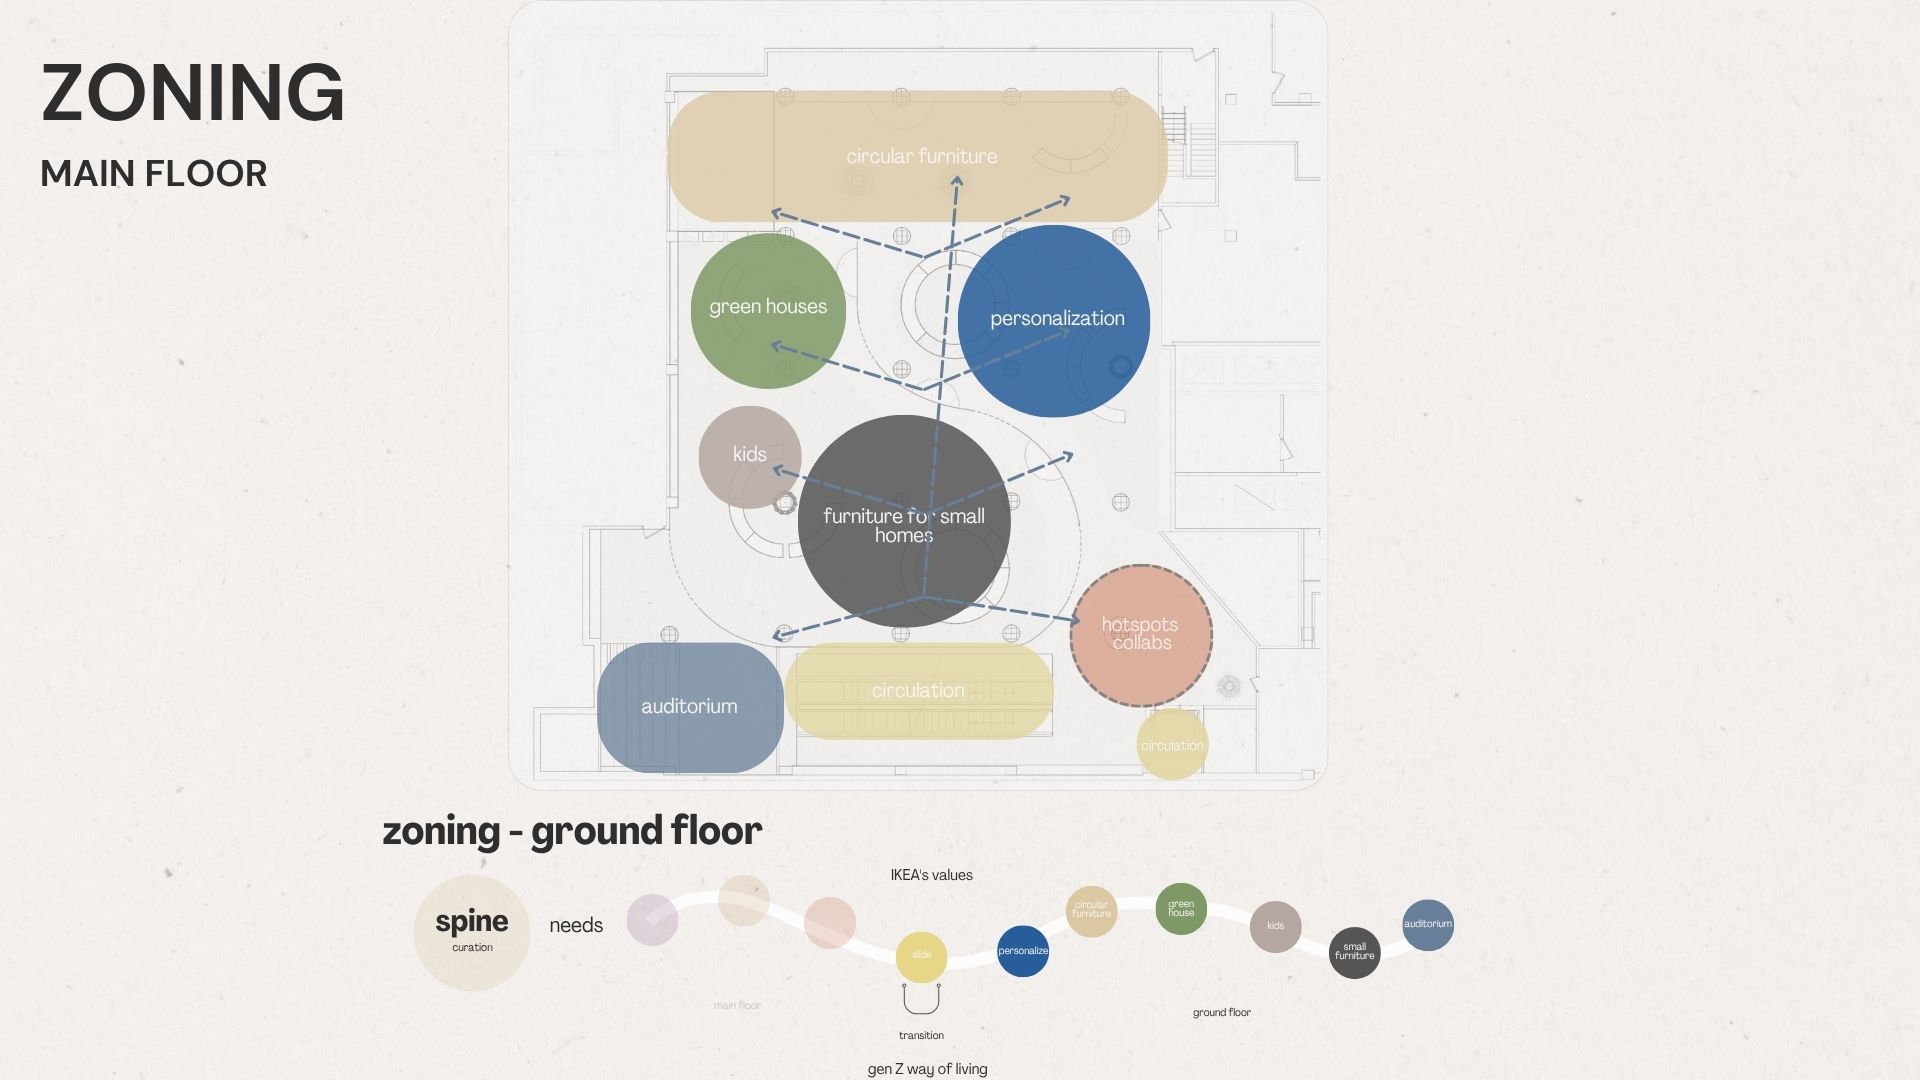 ZONING
MAIN FLOOR
circular furniture
green houses
personalization
kids
furniture for small
homes
hotspots
collabs
auditorium
circulation
circulation
zoning - ground floor
IKEA's values
spine
curation
needs
slide
personalize
circular
furniture
green
house
kids
small
furniture
auditorium
main floor
ground floor
transition
gen Z way of living